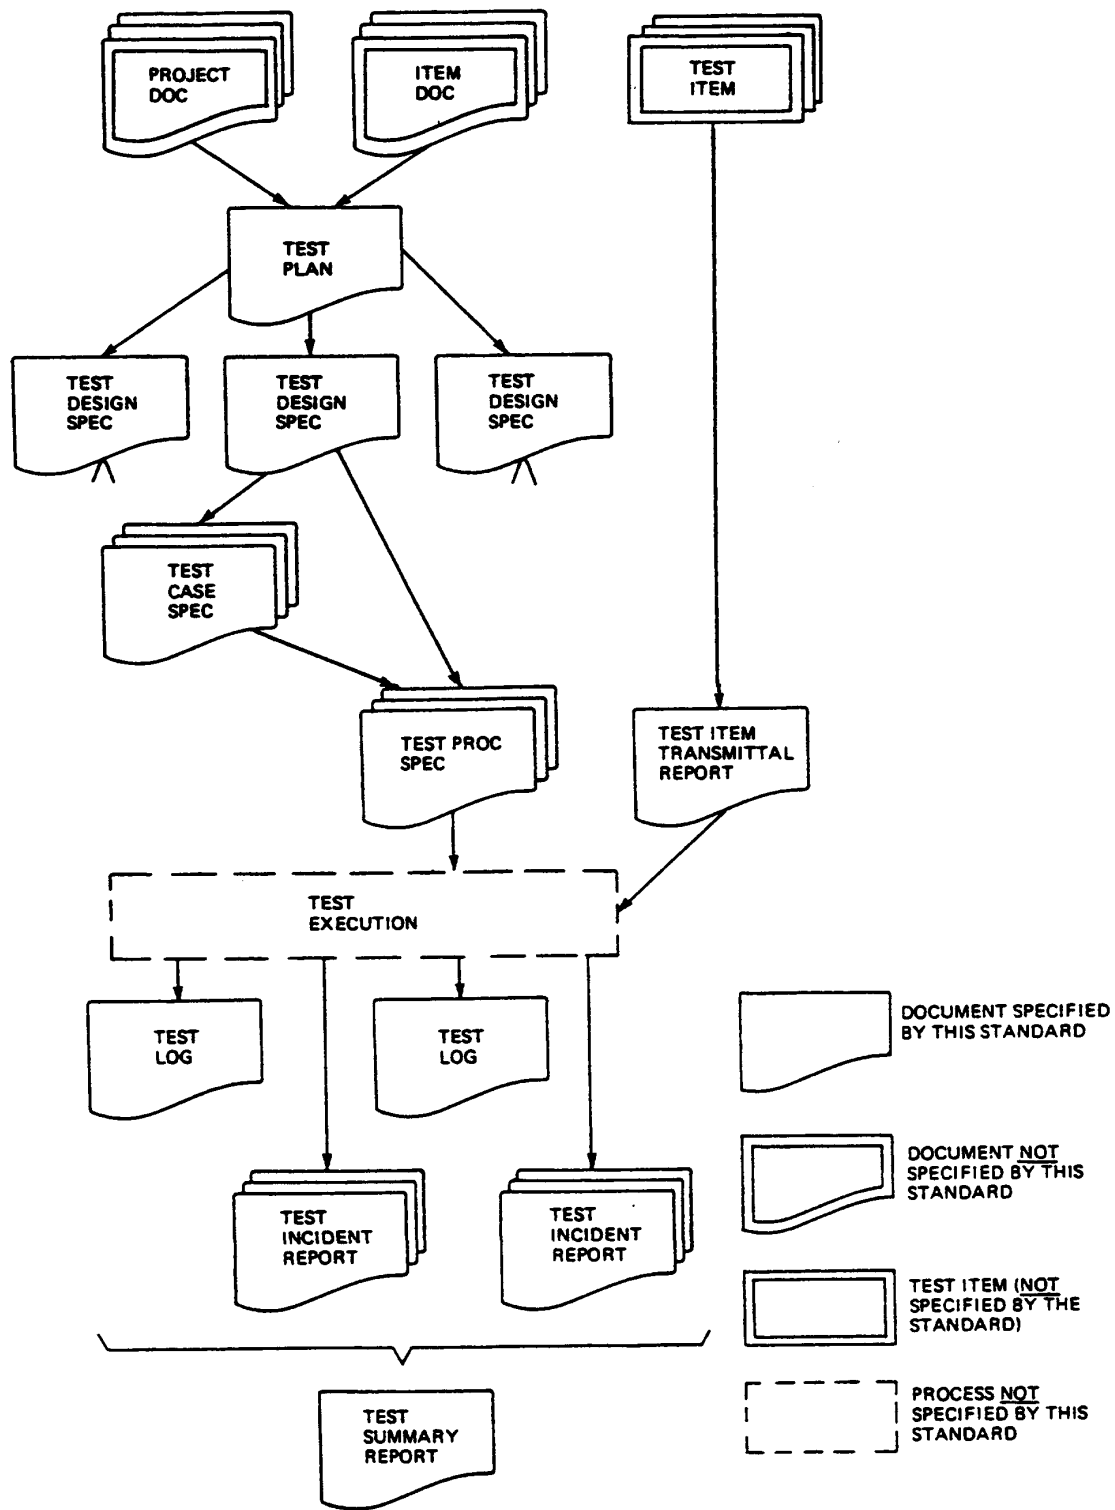 PROJECT
DOC
ITEM
DOC
TEST
ITEM
TEST
PLAN
TEST
DESIGN
SPEC
TEST
DESIGN
SPEC
TEST
DESIGN
SPEC
TEST
CASE
SPEC
TEST PROC
SPEC
TEST ITEM
TRANSMITTAL
REPORT
TEST
EXECUTION
TEST
LOG
TEST
LOG
TEST
INCIDENT
REPORT
TEST
INCIDENT
REPORT
TEST
SUMMARY
REPORT
DOCUMENT SPECIFIED
BY THIS STANDARD
DOCUMENT NOT
SPECIFIED BY THIS
STANDARD
TEST ITEM (NOT
SPECIFIED BY THE
STANDARD)
PROCESS NOT
SPECIFIED BY THIS
STANDARD